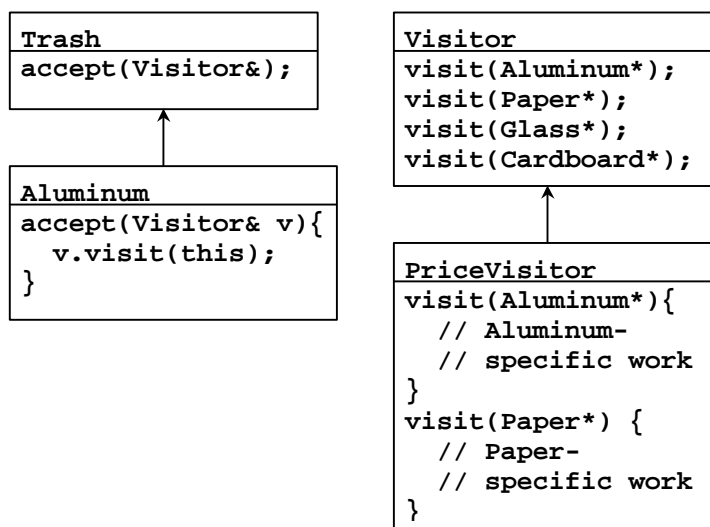 Trash
accept(Visitor&);
Aluminum
accept(Visitor& v){
v.visit(this);
}
Visitor
visit(Aluminum*);
visit(Paper*);
visit(Glass*);
visit(Cardboard*);
PriceVisitor
visit(Aluminum*){
// Aluminum-
// specific work
}
visit(Paper*) {
// Paper-
// specific work
}